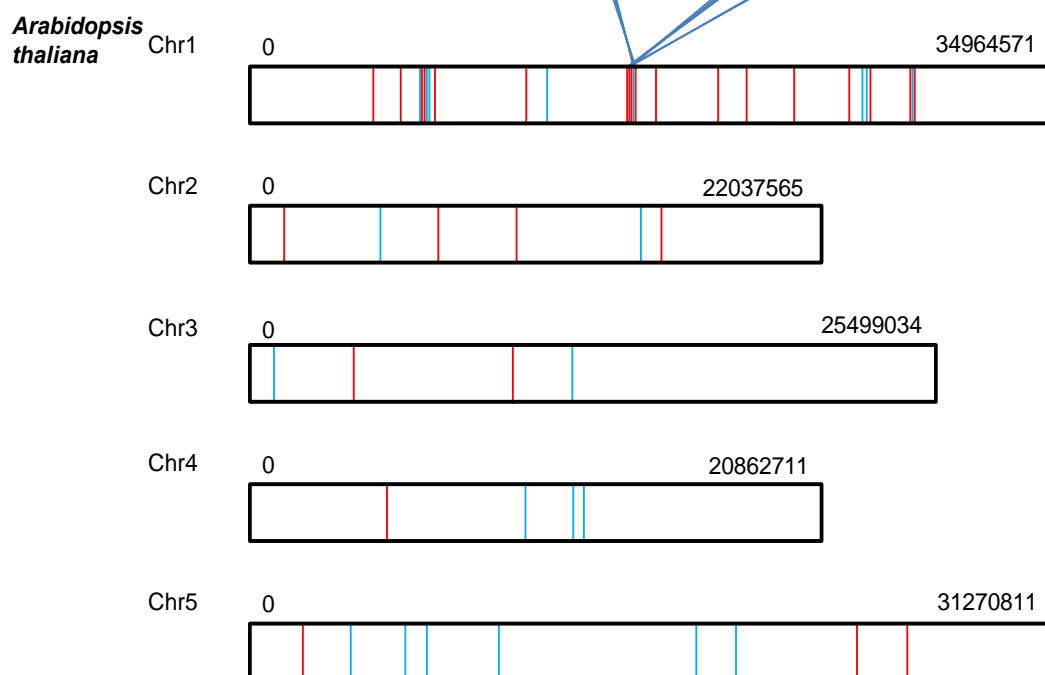 Arabidopsis
thaliana
Chr1 0 34964571
Chr2 0 22037565
Chr3 0 25499034
Chr4 0 20862711
Chr5 0 31270811